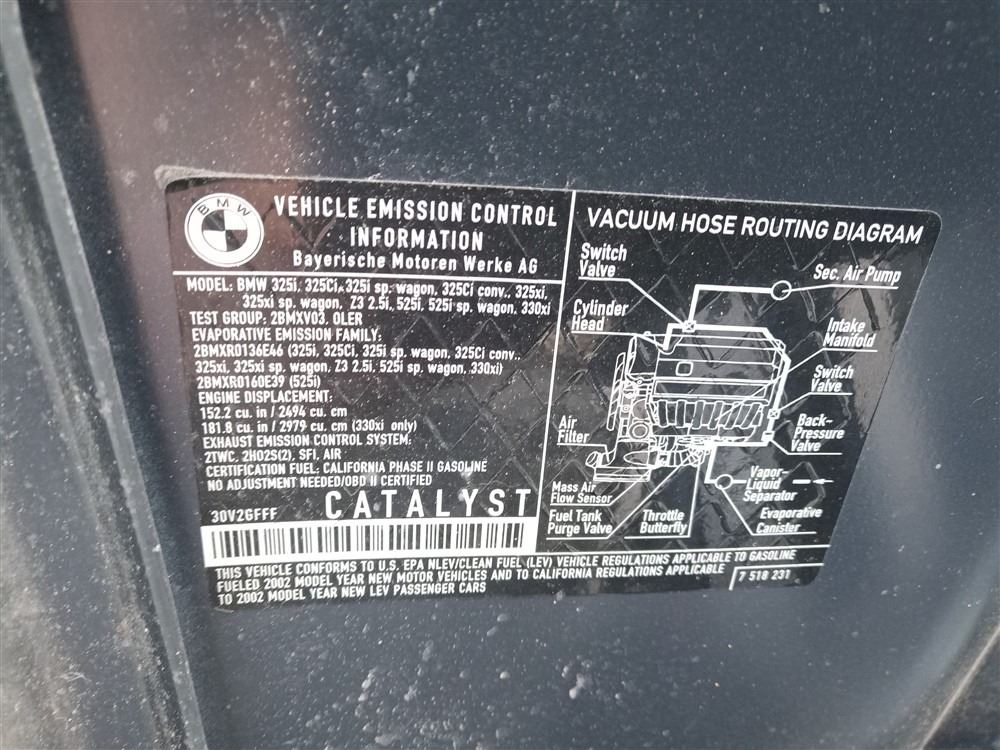 BMW
VEHICLE EMISSION CONTROL
INFORMATION
Bayerische Motoren Werke AG
MODEL: BMW 325i, 325Ci, 325i sp. wagon, 325Ci conv., 325xi,
325xi sp. wagon, Z3 2.5i, 525i, 525i sp. wagon, 330xi
TEST GROUP: 2BMXV03. 0LER
EVAPORATIVE EMISSION FAMILY:
2BMXR0136E46 (325i, 325Ci, 325i sp. wagon, 325Ci conv.,
325xi, 325xi sp. wagon, Z3 2.5i, 525i sp. wagon, 330xi)
2BMXR0160E39 (525i)
ENGINE DISPLACEMENT:
152.2 cu. in / 2494 cu. cm
181.8 cu. in / 2979 cu. cm (330xi only)
EXHAUST EMISSION CONTROL SYSTEM:
2TWC, 2HO2S(2), SFI, AIR
CERTIFICATION FUEL: CALIFORNIA PHASE II GASOLINE
NO ADJUSTMENT NEEDED/OBD II CERTIFIED
CATALYST
30V2GFFF
VACUUM HOSE ROUTING DIAGRAM
Switch
Valve
Sec. Air Pump
Cylinder
Head
Intake
Manifold
Switch
Valve
Air
Filter
Back-
Pressure
Valve
Mass Air
Flow Sensor
Vapor-
Liquid
Separator
Fuel Tank
Purge Valve
Throttle
Butterfly
Evaporative
Canister
THIS VEHICLE CONFORMS TO U.S. EPA NLEV/CLEAN FUEL (LEV) VEHICLE REGULATIONS APPLICABLE TO GASOLINE
FUELED 2002 MODEL YEAR NEW MOTOR VEHICLES AND TO CALIFORNIA REGULATIONS APPLICABLE
TO 2002 MODEL YEAR NEW LEV PASSENGER CARS
7 518 231